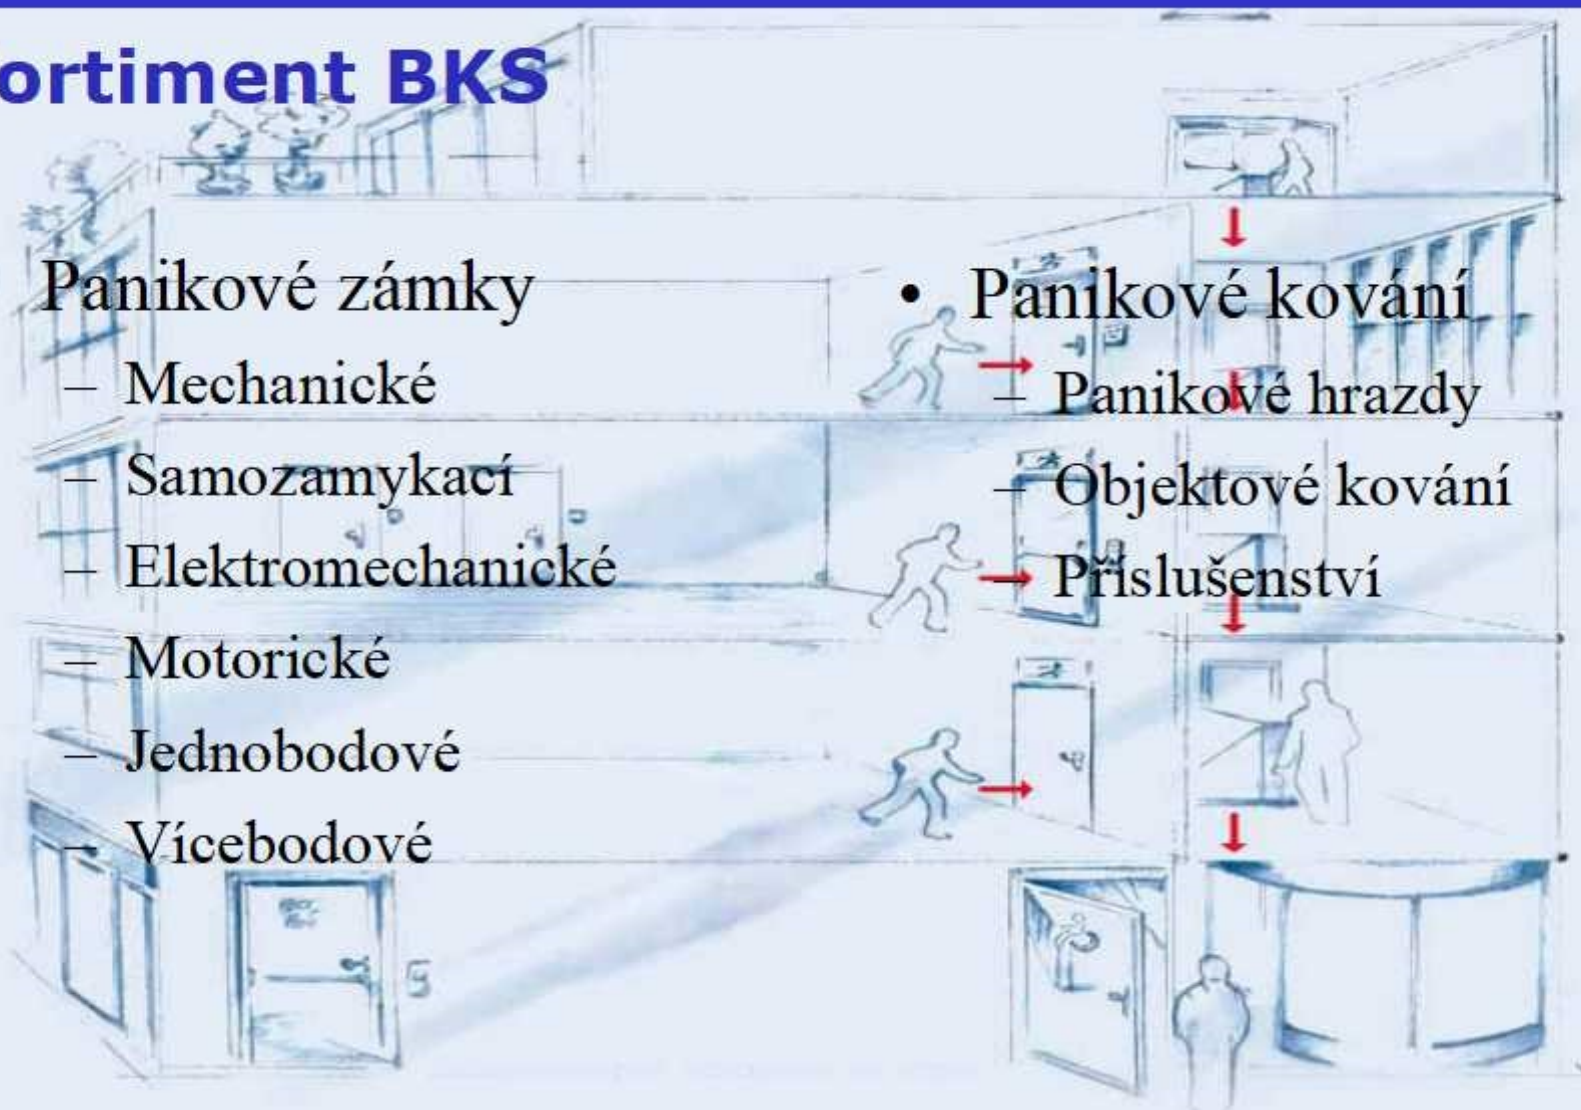 ortiment BKS
Panikové zámky
– Mechanické
– Samozamykací
– Elektromechanické
– Motorické
– Jednobodové
– Vícebodové
• Panikové kování
– Panikové hrazdy
– Objektové kování
– Příslušenství